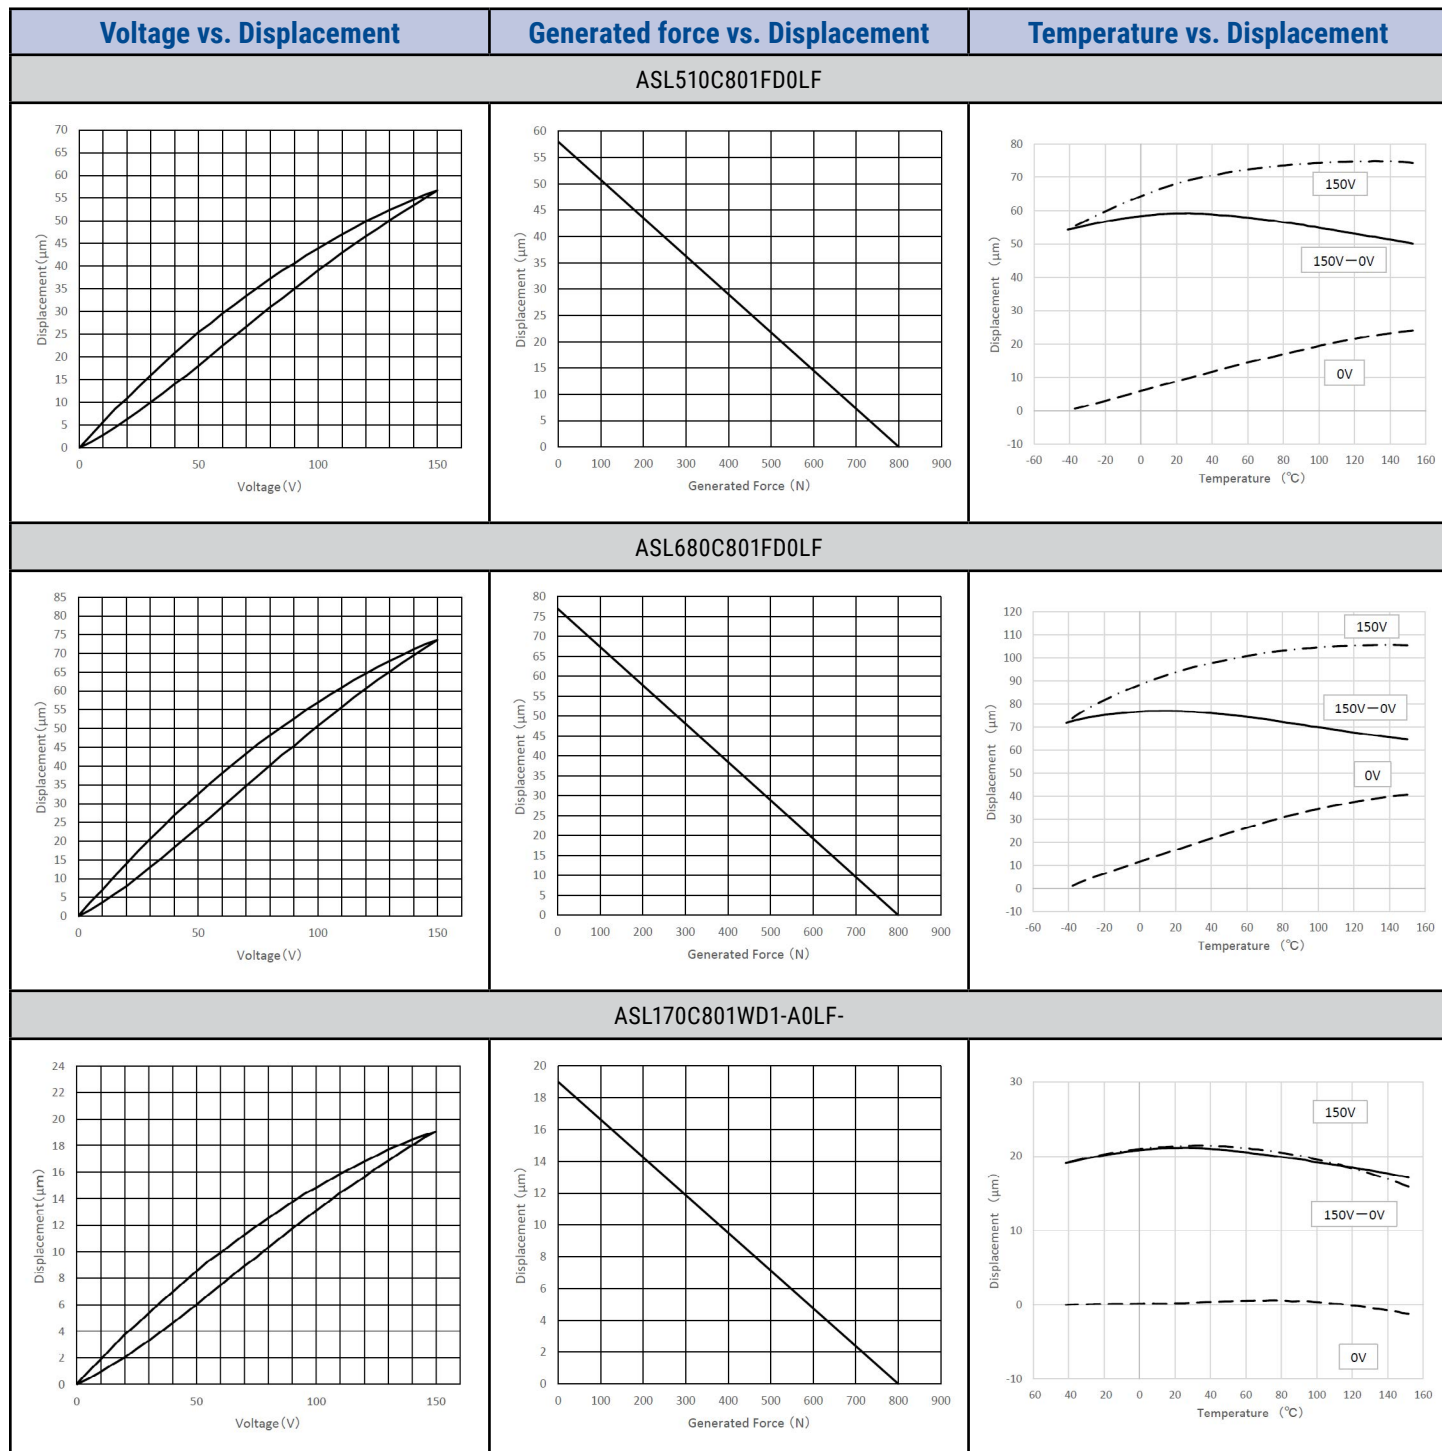 Voltage vs. Displacement
Generated force vs. Displacement
Temperature vs. Displacement
ASL510C801FD0LF
70
65
60
55
50
45
40
35
30
25
20
15
10
5
0
Displacement(μm)
0 50 100 150
Voltage(V)
60
55
50
45
40
35
30
25
20
15
10
5
0
Displacement (μm)
0 100 200 300 400 500 600 700 800 900
Generated Force (N)
80
70
60
50
40
30
20
10
0
-10
Displacement (μm)
150V
150V-0V
0V
-60 -40 -20 0 20 40 60 80 100 120 140 160
Temperature (℃)
ASL680C801FD0LF
85
80
75
70
65
60
55
50
45
40
35
30
25
20
15
10
5
0
Displacement(μm)
0 50 100 150
Voltage(V)
80
75
70
65
60
55
50
45
40
35
30
25
20
15
10
5
0
Displacement (μm)
0 100 200 300 400 500 600 700 800 900
Generated Force (N)
120
110
100
90
80
70
60
50
40
30
20
10
0
-10
Displacement (μm)
150V
150V-0V
0V
-60 -40 -20 0 20 40 60 80 100 120 140 160
Temperature (℃)
ASL170C801WD1-A0LF-
24
22
20
18
16
14
12
10
8
6
4
2
0
Displacement(μm)
0 50 100 150
Voltage(V)
20
18
16
14
12
10
8
6
4
2
0
Displacement (μm)
0 100 200 300 400 500 600 700 800 900
Generated Force (N)
30
20
10
0
-10
Displacement (μm)
150V
150V-0V
0V
60 40 20 0 20 40 60 80 100 120 140 160
Temperature (℃)